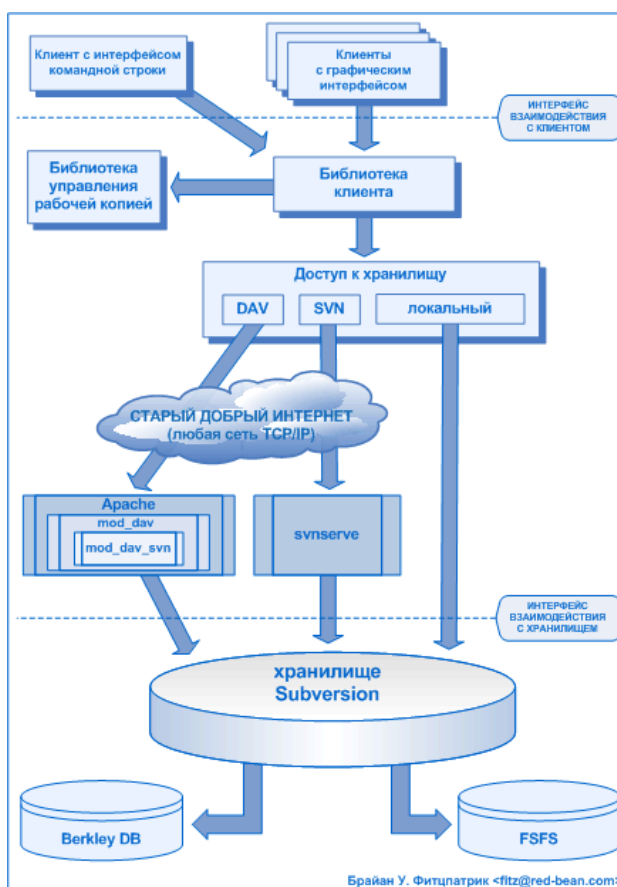 Клиент с интерфейсом
командной строки
Клиенты
с графическим
интерфейсом
ИНТЕРФЕЙС
ВЗАИМОДЕЙСТВИЯ
С КЛИЕНТОМ
Библиотека
управления
рабочей копией
Библиотека
клиента
Доступ к хранилищу
DAV
SVN
локальный
СТАРЫЙ ДОБРЫЙ ИНТЕРНЕТ
(любая сеть TCP/IP)
Apache
mod_dav
mod_dav_svn
svnserve
ИНТЕРФЕЙС
ВЗАИМОДЕЙСТВИЯ
С ХРАНИЛИЩЕМ
хранилище
Subversion
Berkley DB
FSFS
Брайан У. Фитцпатрик <fitz@red-bean.com>